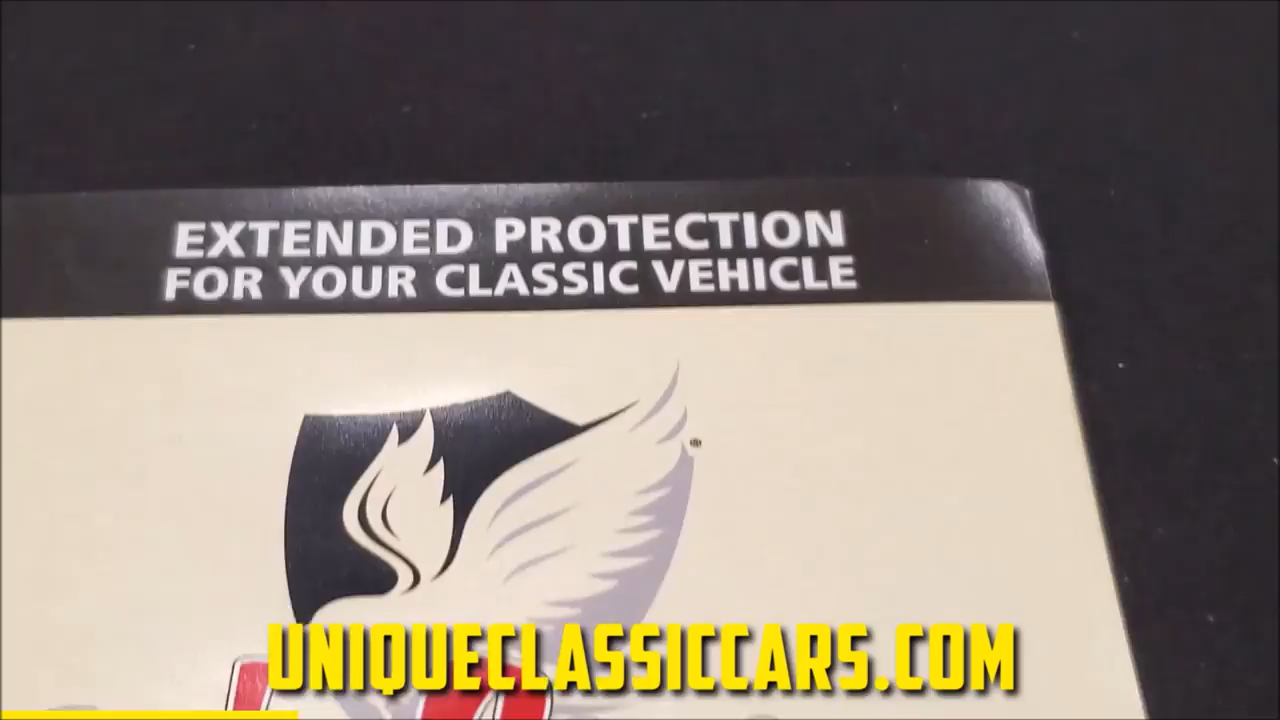 EXTENDED PROTECTION
FOR YOUR CLASSIC VEHICLE
®
UNIQUECLASSICCARS.COM